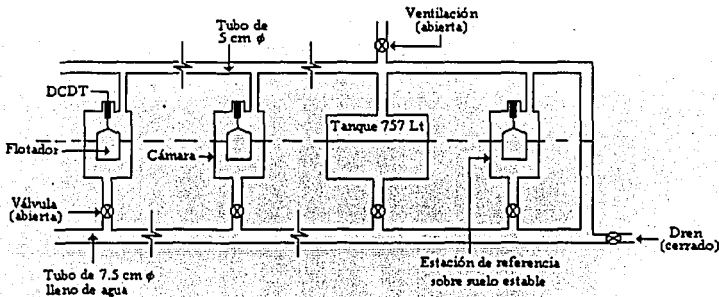 Ventilación
(abierta)
Tubo de
5 cm ø
DCDT
Tanque 757 Lt
Flotador
Cámara
Válvula
(abierta)
Dren
(cerrado)
Tubo de 7.5 cm ø
lleno de agua
Estación de referencia
sobre suelo estable